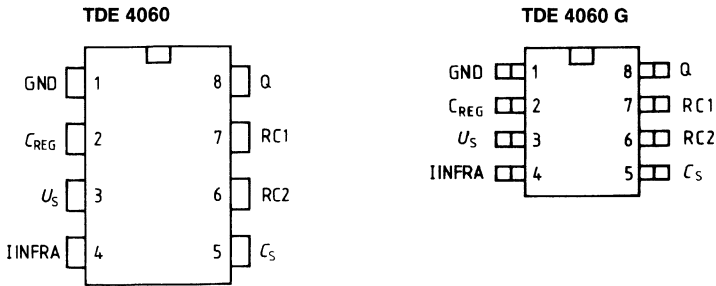 TDE 4060
GND 1 8 Q
CREG 2 7 RC1
US 3 6 RC2
IINFRA 4 5 CS
TDE 4060 G
GND 1 8 Q
CREG 2 7 RC1
US 3 6 RC2
IINFRA 4 5 CS